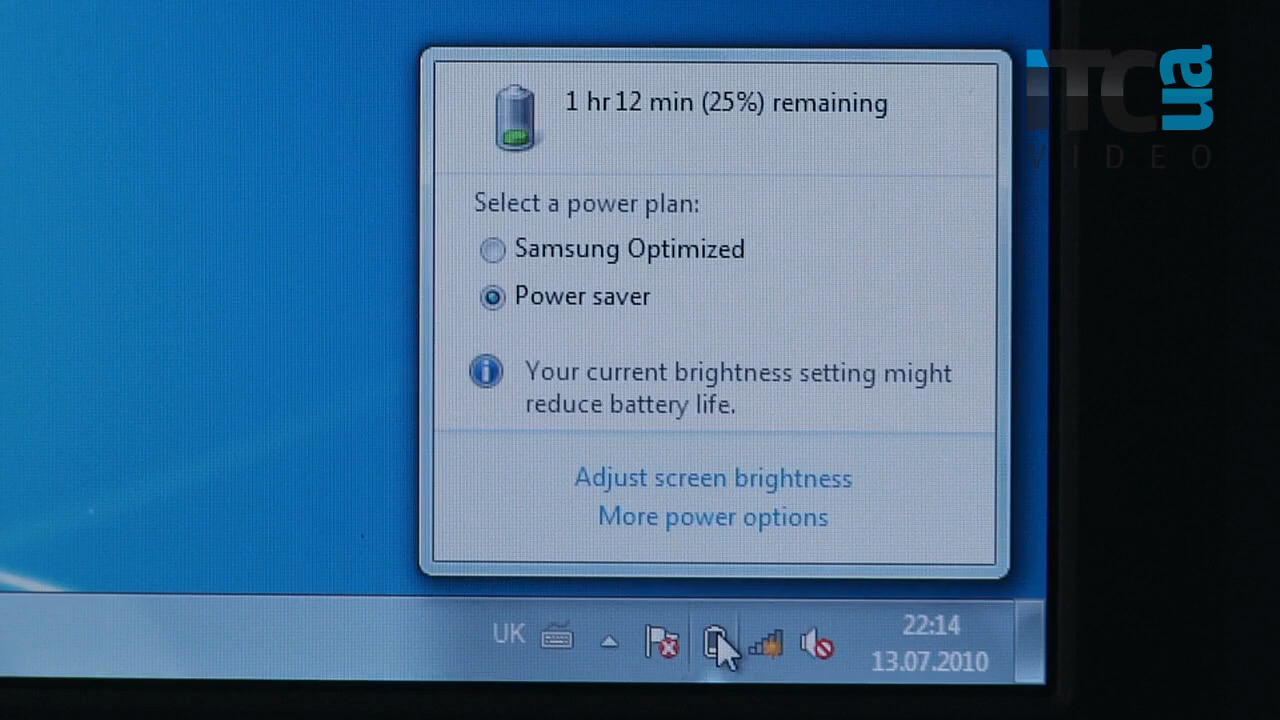 1 hr 12 min (25%) remaining
iTC ua
VIDEO
Select a power plan:
Samsung Optimized
Power saver
Your current brightness setting might
reduce battery life.
Adjust screen brightness
More power options
UK
22:14
13.07.2010